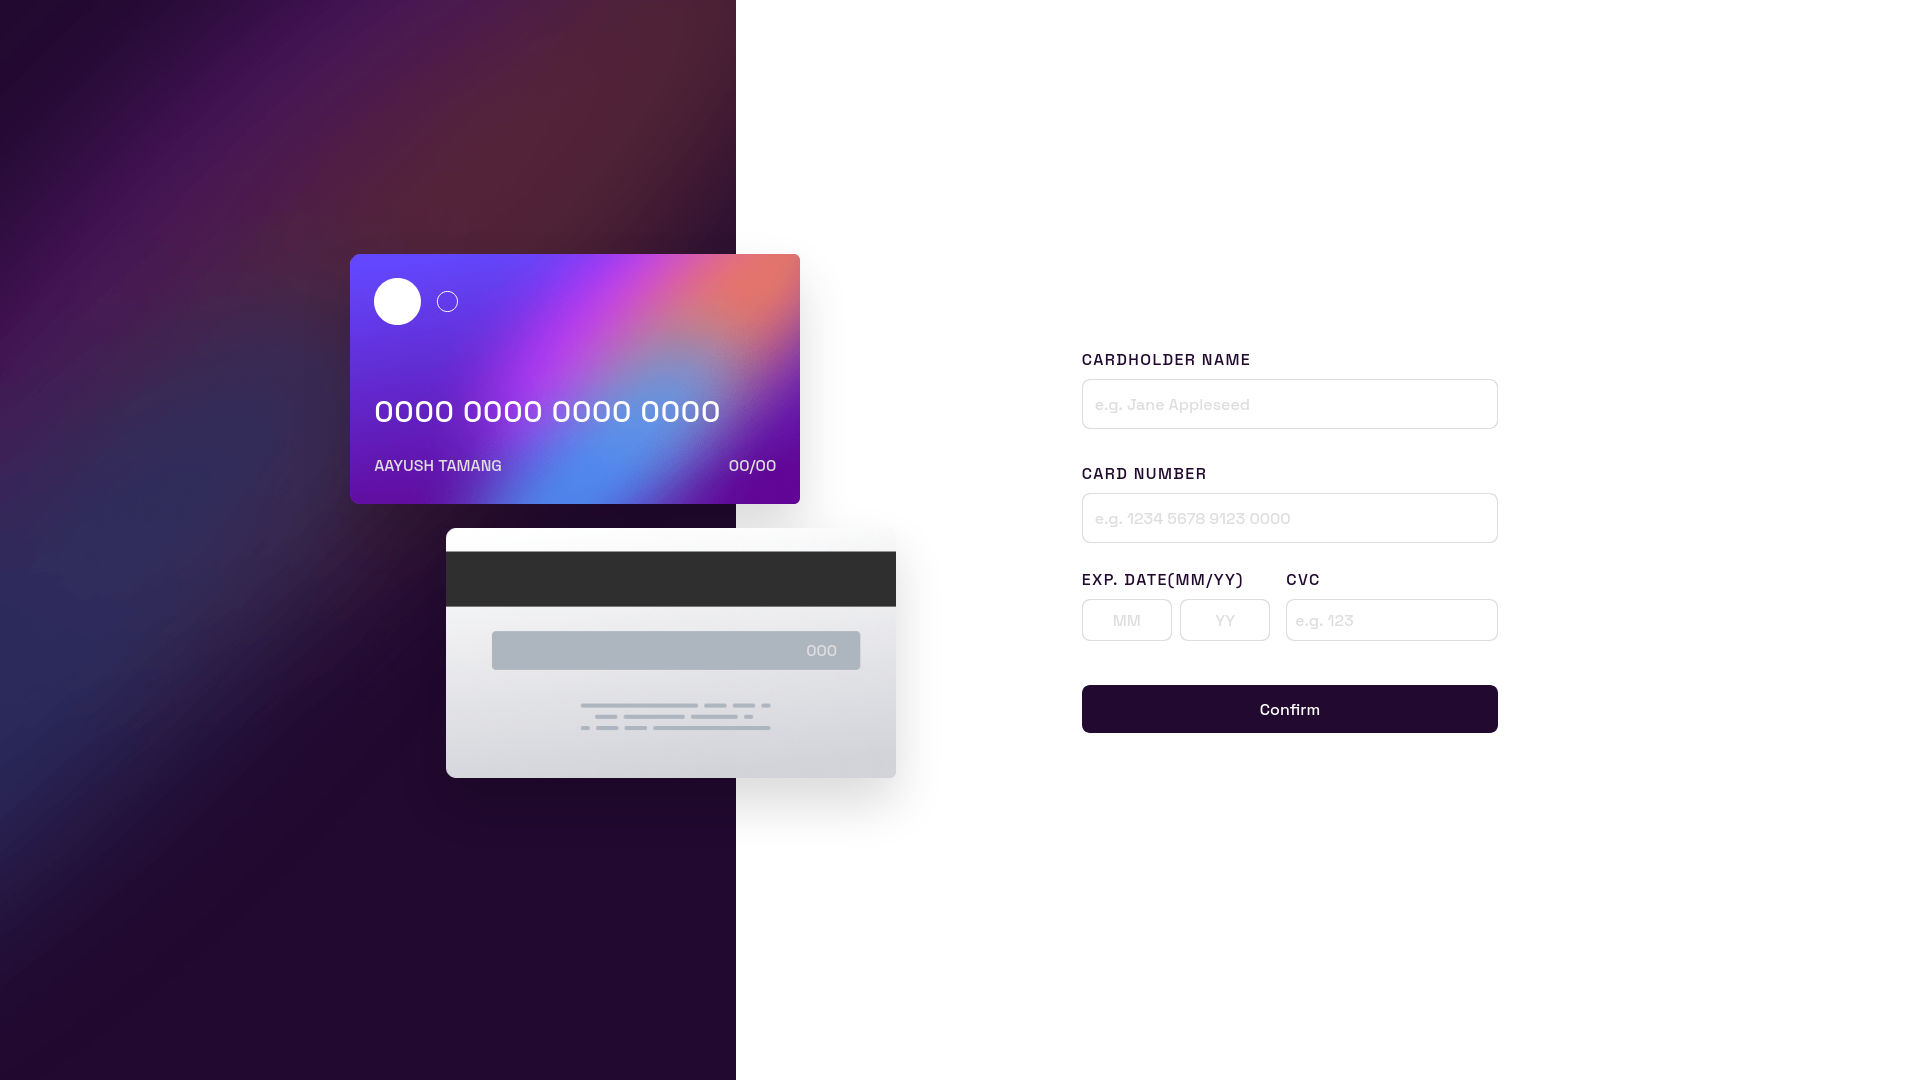 0000 0000 0000 0000
AAYUSH TAMANG 00/00
000
CARDHOLDER NAME
e.g. Jane Appleseed
CARD NUMBER
e.g. 1234 5678 9123 0000
EXP. DATE(MM/YY) CVC
MM YY e.g. 123
Confirm